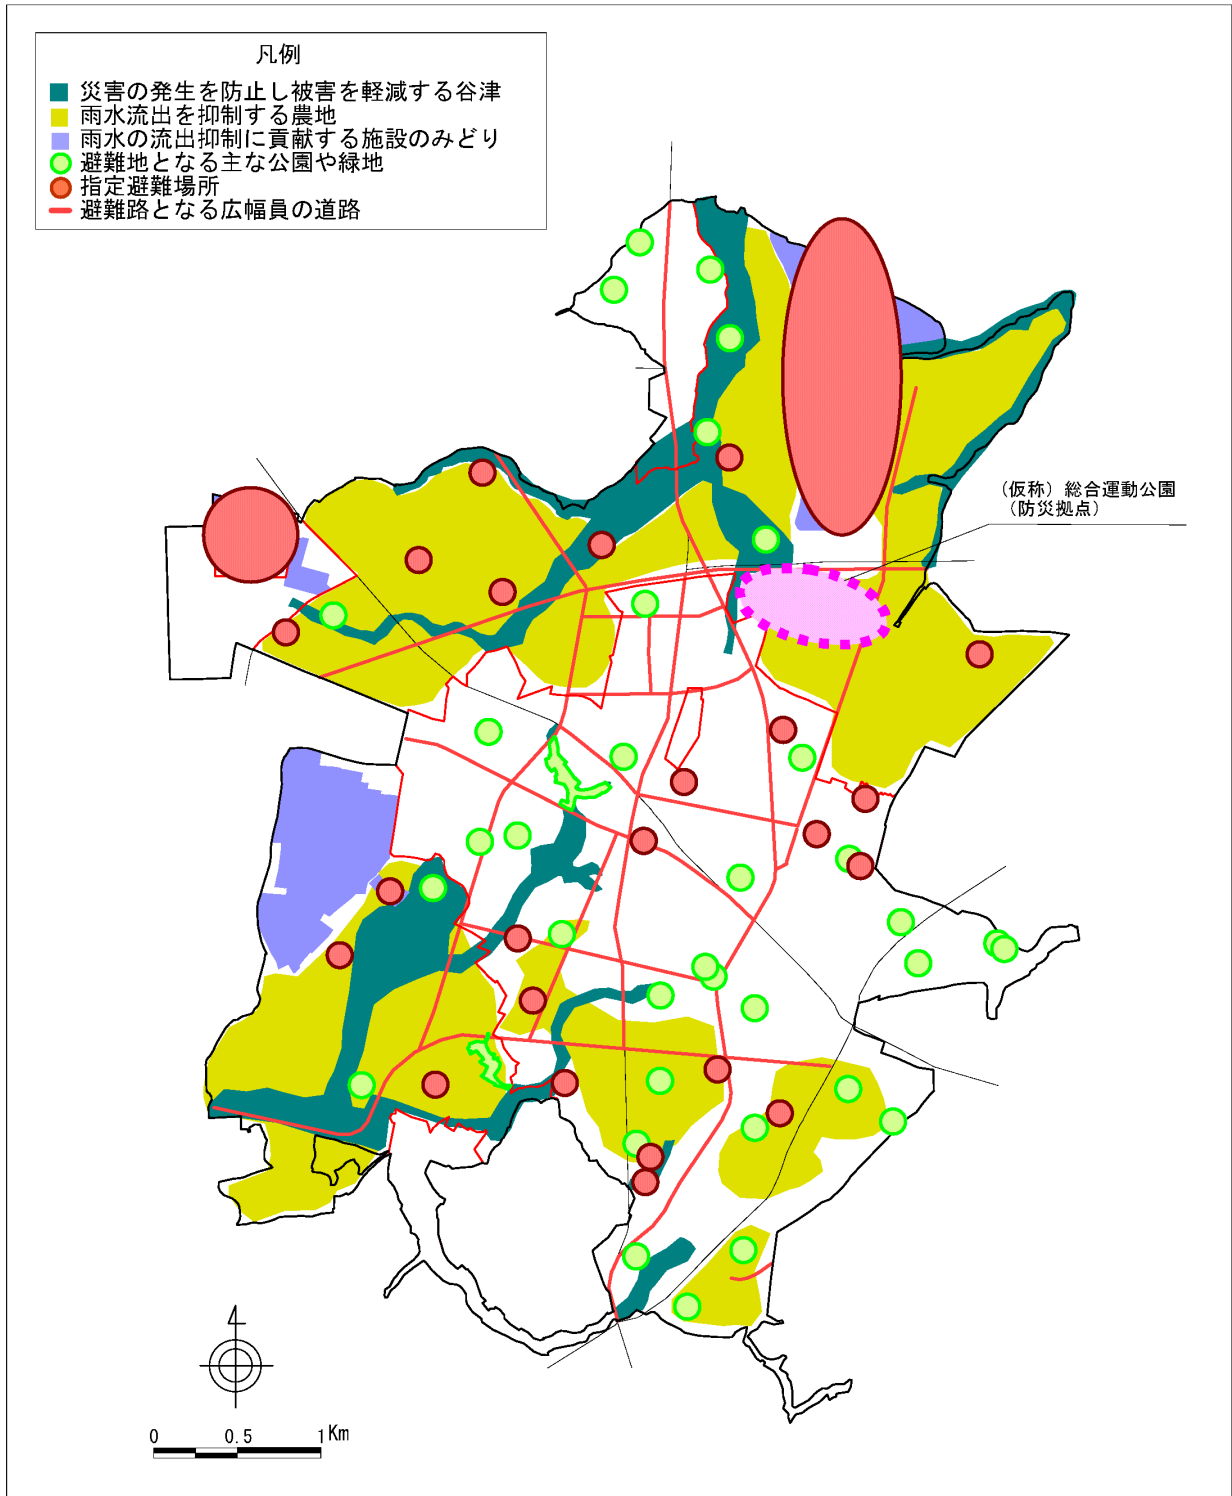 凡例
災害の発生を防止し被害を軽減する谷津
雨水流出を抑制する農地
雨水の流出抑制に貢献する施設のみどり
避難地となる主な公園や緑地
指定避難場所
避難路となる広幅員の道路
(仮称) 総合運動公園
(防災拠点)
4
0 0.5 1 Km